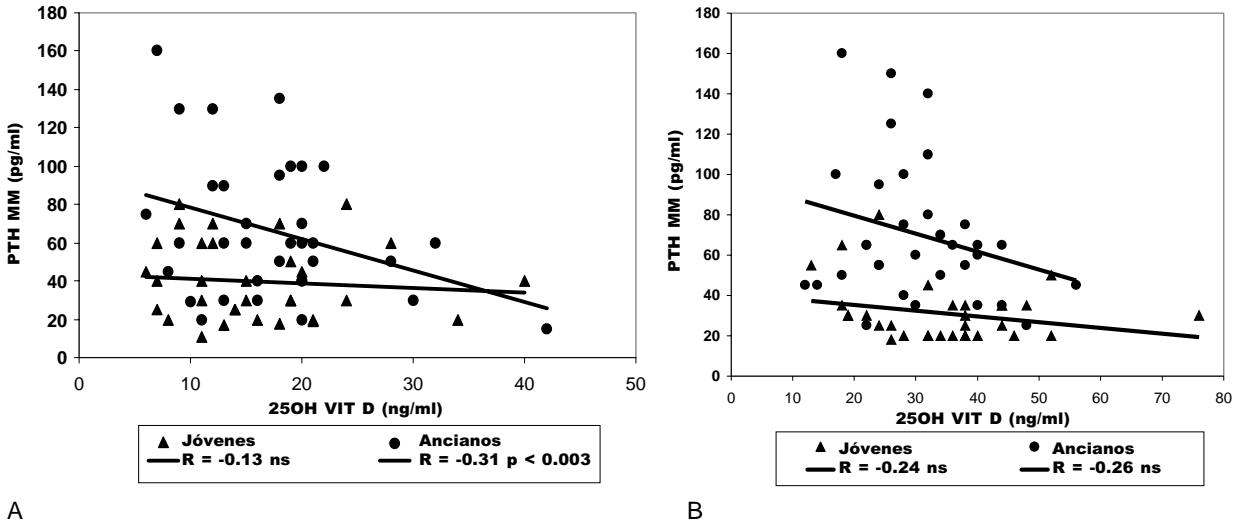 180
160
140
120
100
80
60
40
20
0
PTH MM (pg/ml)
0 10 20 30 40 50
25OH VIT D (ng/ml)
Jóvenes Ancianos
R = -0.13 ns R = -0.31 p < 0.003
A
180
160
140
120
100
80
60
40
20
0
PTH MM (pg/ml)
0 10 20 30 40 50 60 70 80
25OH VIT D (ng/ml)
Jóvenes Ancianos
R = -0.24 ns R = -0.26 ns
B